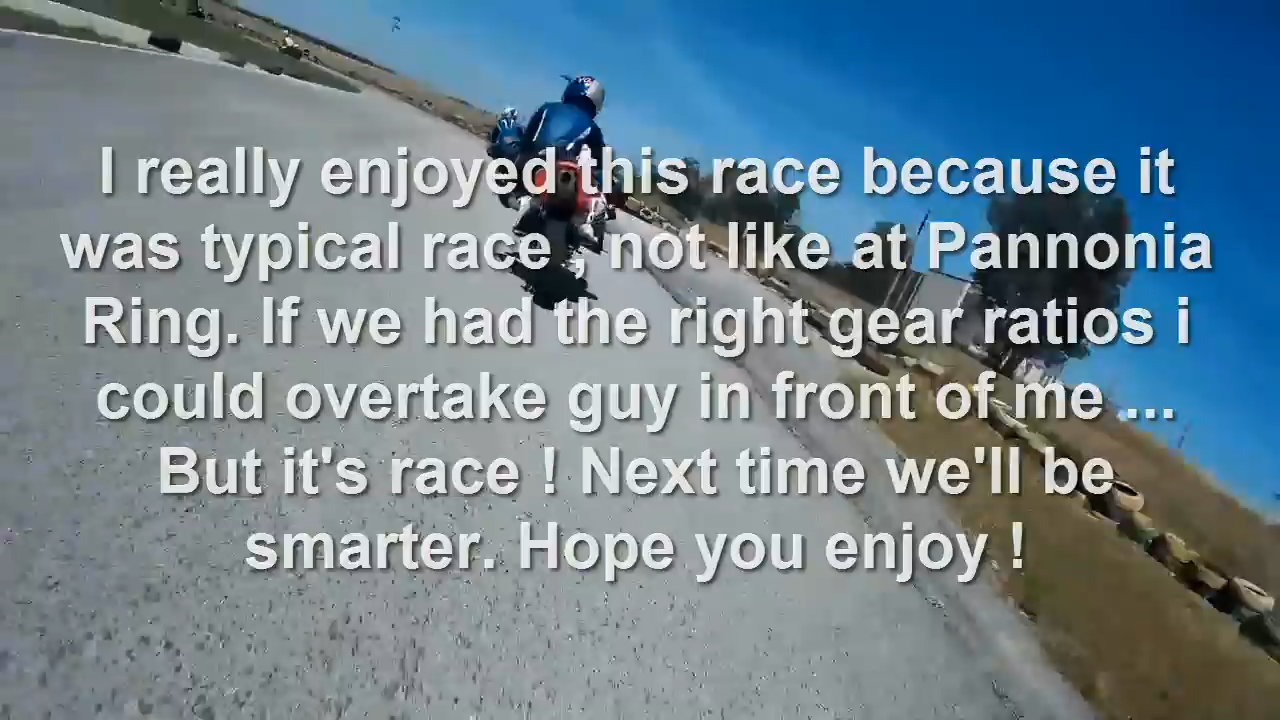 I really enjoyed this race because it
was typical race , not like at Pannonia
Ring. If we had the right gear ratios i
could overtake guy in front of me ...
But it's race ! Next time we'll be
smarter. Hope you enjoy !